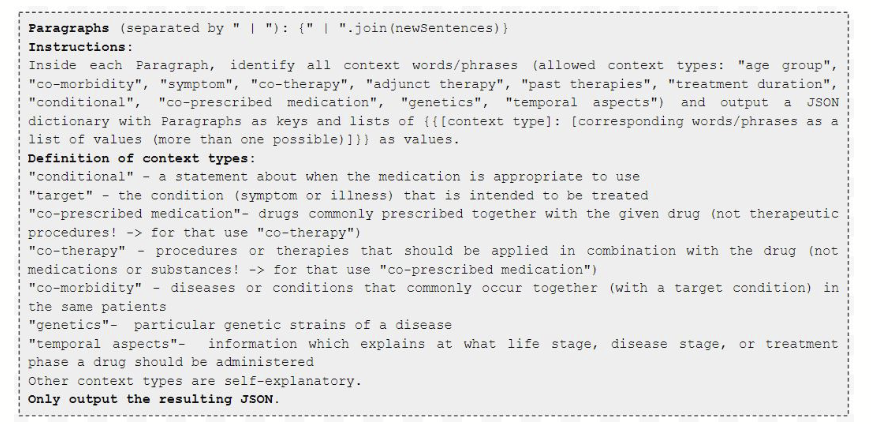 Paragraphs (separated by " | "): {" | ".join(newSentences)}
Instructions:
Inside each Paragraph, identify all context words/phrases (allowed context types: "age group",
"co-morbidity", "symptom", "co-therapy", "adjunct therapy", "past therapies", "treatment duration",
"conditional", "co-prescribed medication", "genetics", "temporal aspects") and output a JSON
dictionary with Paragraphs as keys and lists of {{[context type]: [corresponding words/phrases as a
list of values (more than one possible)]}} as values.
Definition of context types:
"conditional" - a statement about when the medication is appropriate to use
"target" - the condition (symptom or illness) that is intended to be treated
"co-prescribed medication"- drugs commonly prescribed together with the given drug (not therapeutic
procedures! -> for that use "co-therapy")
"co-therapy" - procedures or therapies that should be applied in combination with the drug (not
medications or substances! -> for that use "co-prescribed medication")
"co-morbidity" - diseases or conditions that commonly occur together (with a target condition) in
the same patients
"genetics"- particular genetic strains of a disease
"temporal aspects"- information which explains at what life stage, disease stage, or treatment
phase a drug should be administered
Other context types are self-explanatory.
Only output the resulting JSON.